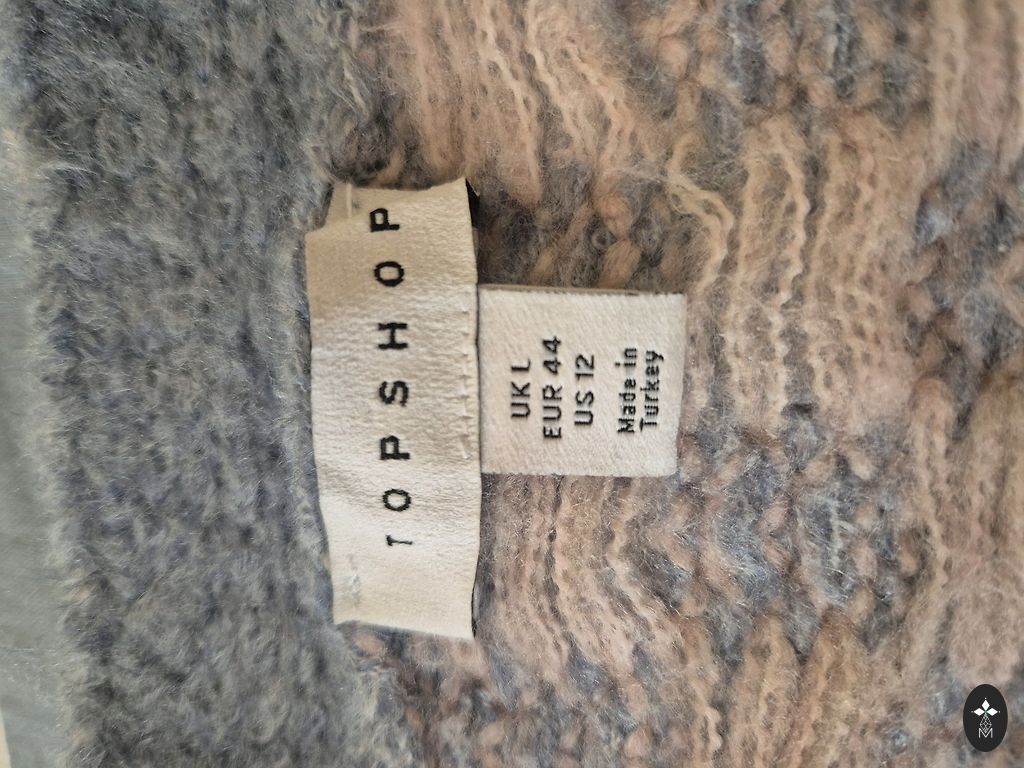 TOPSHOP
UK L
EUR 44
US 12
Made in
Turkey
M